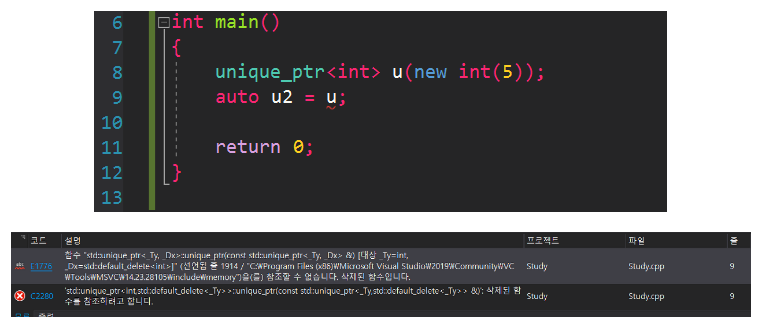 6 int main()
7 {
8 unique_ptr<int> u(new int(5));
9 auto u2 = u;
10
11 return 0;
12 }
13
코드 설명 프로젝트 파일 줄
abc E1776 함수 "std::unique_ptr<_Ty, _Dx>::unique_ptr(const std::unique_ptr<_Ty, _Dx> &) [대상 _Ty=int, Study Study.cpp 9
_Dx=std::default_delete<int>]" (선언됨 줄 1914 / "C:₩Program Files (x86)₩Microsoft Visual Studio₩2019₩Community₩VC
₩Tools₩MSVC₩14.23.28105₩include₩memory")을(를) 참조할 수 없습니다. 삭제된 함수입니다.
C2280 'std::unique_ptr<int,std::default_delete<_Ty>>::unique_ptr(const std::unique_ptr<_Ty,std::default_delete<_Ty>> &)': 삭제된 함 Study Study.cpp 9
수를 참조하려고 합니다.